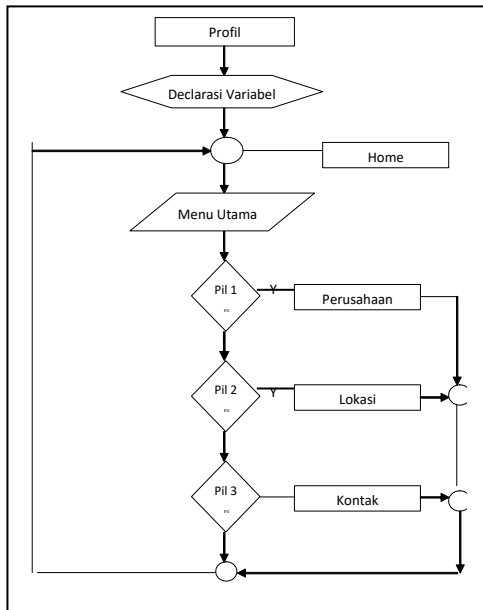 Profil
Declarasi Variabel
Home
Menu Utama
Pil 1
Y
Perusahaan
Pil 2
Y
Lokasi
Pil 3
Kontak